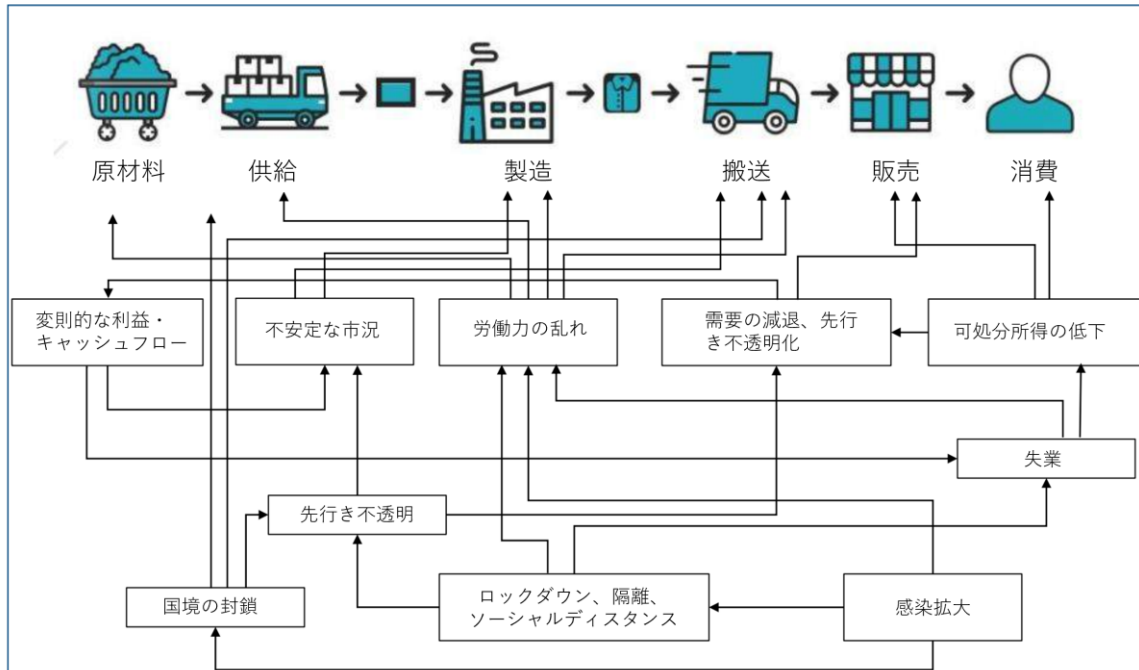 原材料
供給
製造
搬送
販売
消費
変則的な利益・
キャッシュフロー
不安定な市況
労働力の乱れ
需要の減退、先行
き不透明化
可処分所得の低下
失業
先行き不透明
国境の封鎖
ロックダウン、隔離、
ソーシャルディスタンス
感染拡大